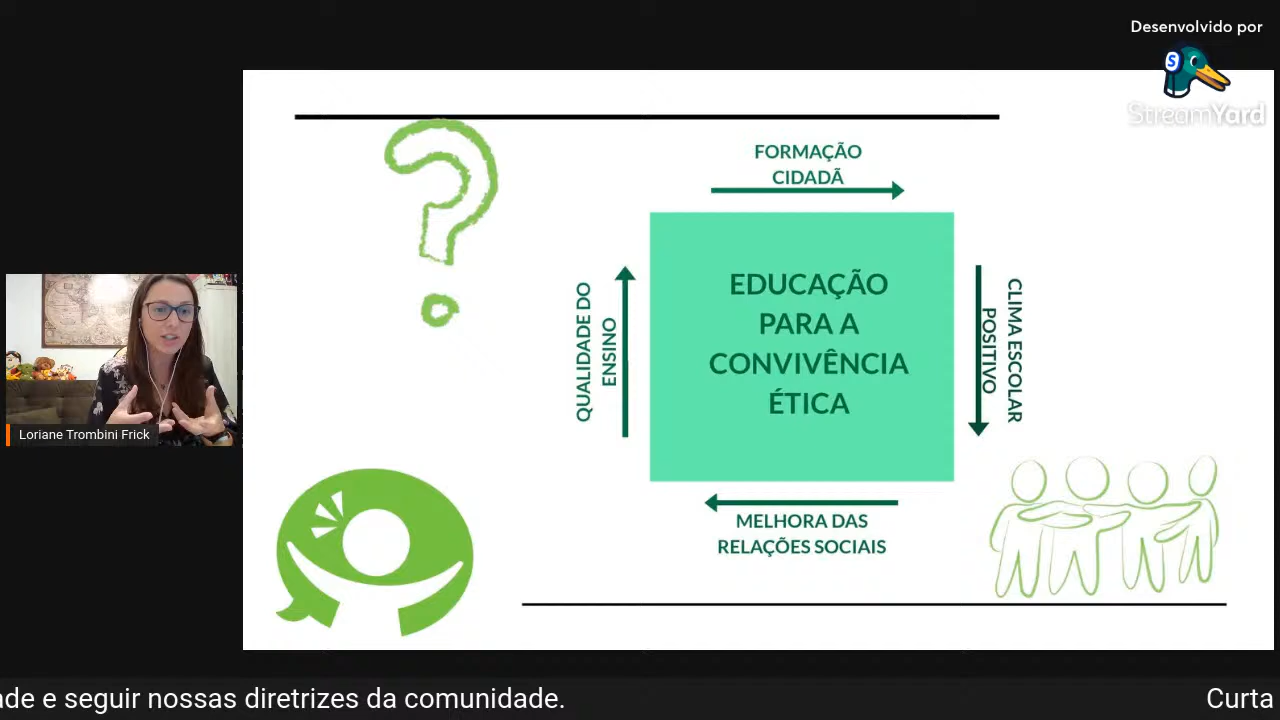 Desenvolvido por
StreamYard
FORMAÇÃO
CIDADÃ
QUALIDADE DO
ENSINO
EDUCAÇÃO
PARA A
CONVIVÊNCIA
ÉTICA
CLIMA ESCOLAR
POSITIVO
MELHORA DAS
RELAÇÕES SOCIAIS
Loriane Trombini Frick
ade e seguir nossas diretrizes da comunidade.
Curta